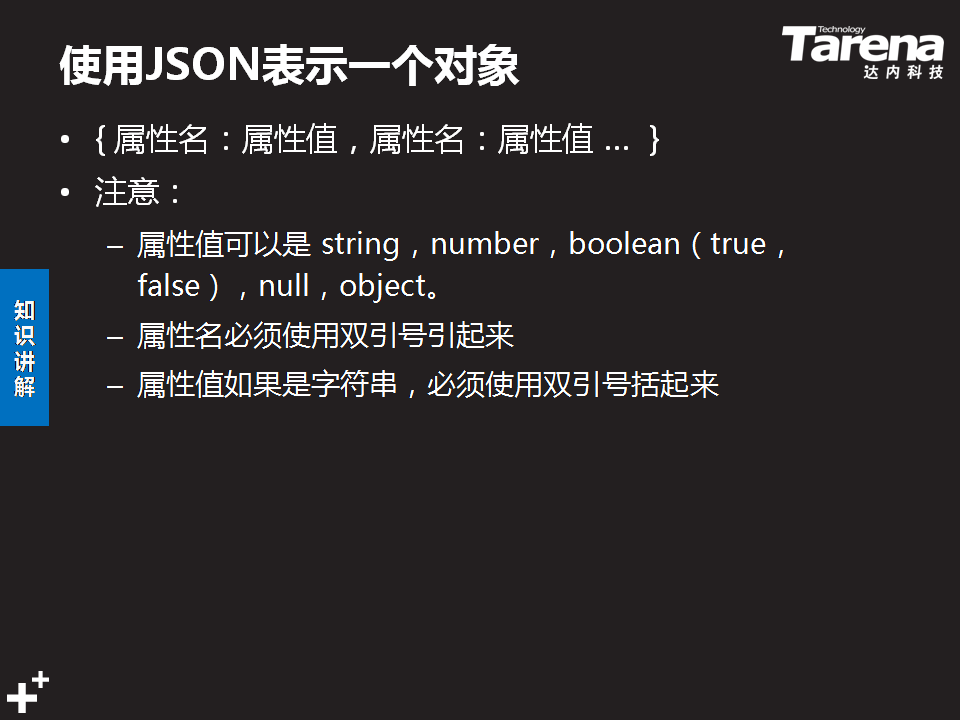 使用JSON表示一个对象
Technology
Tarena
达内科技
• { 属性名：属性值，属性名：属性值 … }
• 注意：
– 属性值可以是 string，number，boolean（true，
false），null，object。
– 属性名必须使用双引号引起来
– 属性值如果是字符串，必须使用双引号括起来
知
识
讲
解